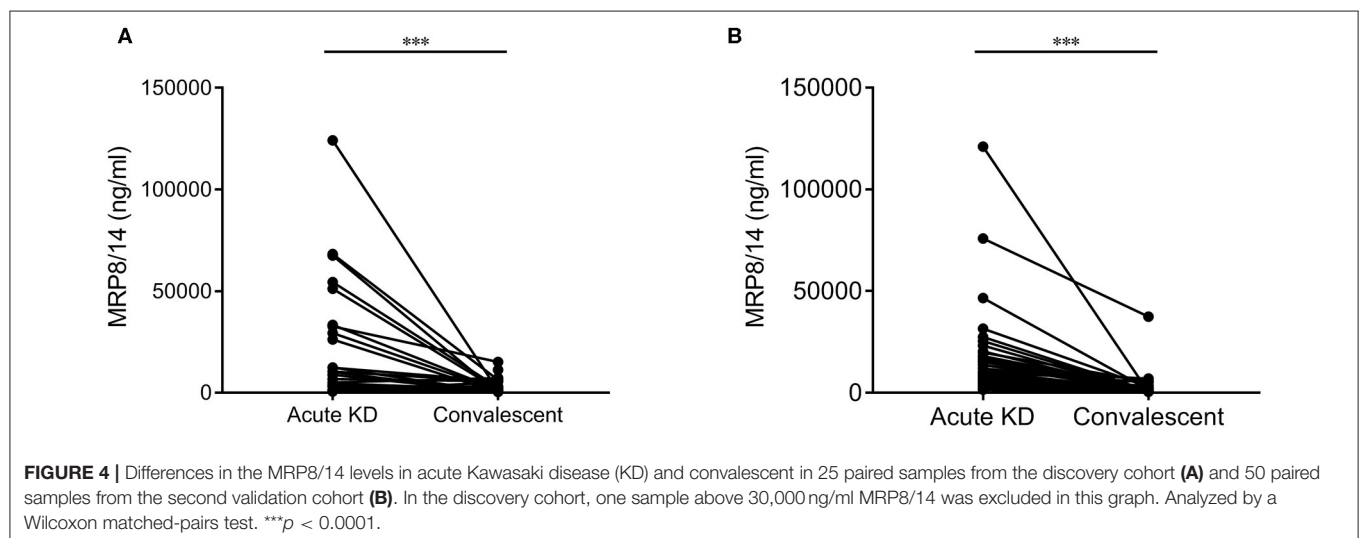 A
***
150000
100000
50000
0
MRP8/14 (ng/ml)
Acute KD
Convalescent
B
***
150000
100000
50000
0
MRP8/14 (ng/ml)
Acute KD
Convalescent
FIGURE 4 | Differences in the MRP8/14 levels in acute Kawasaki disease (KD) and convalescent in 25 paired samples from the discovery cohort (A) and 50 paired
samples from the second validation cohort (B). In the discovery cohort, one sample above 30,000 ng/ml MRP8/14 was excluded in this graph. Analyzed by a
Wilcoxon matched-pairs test. ***p < 0.0001.